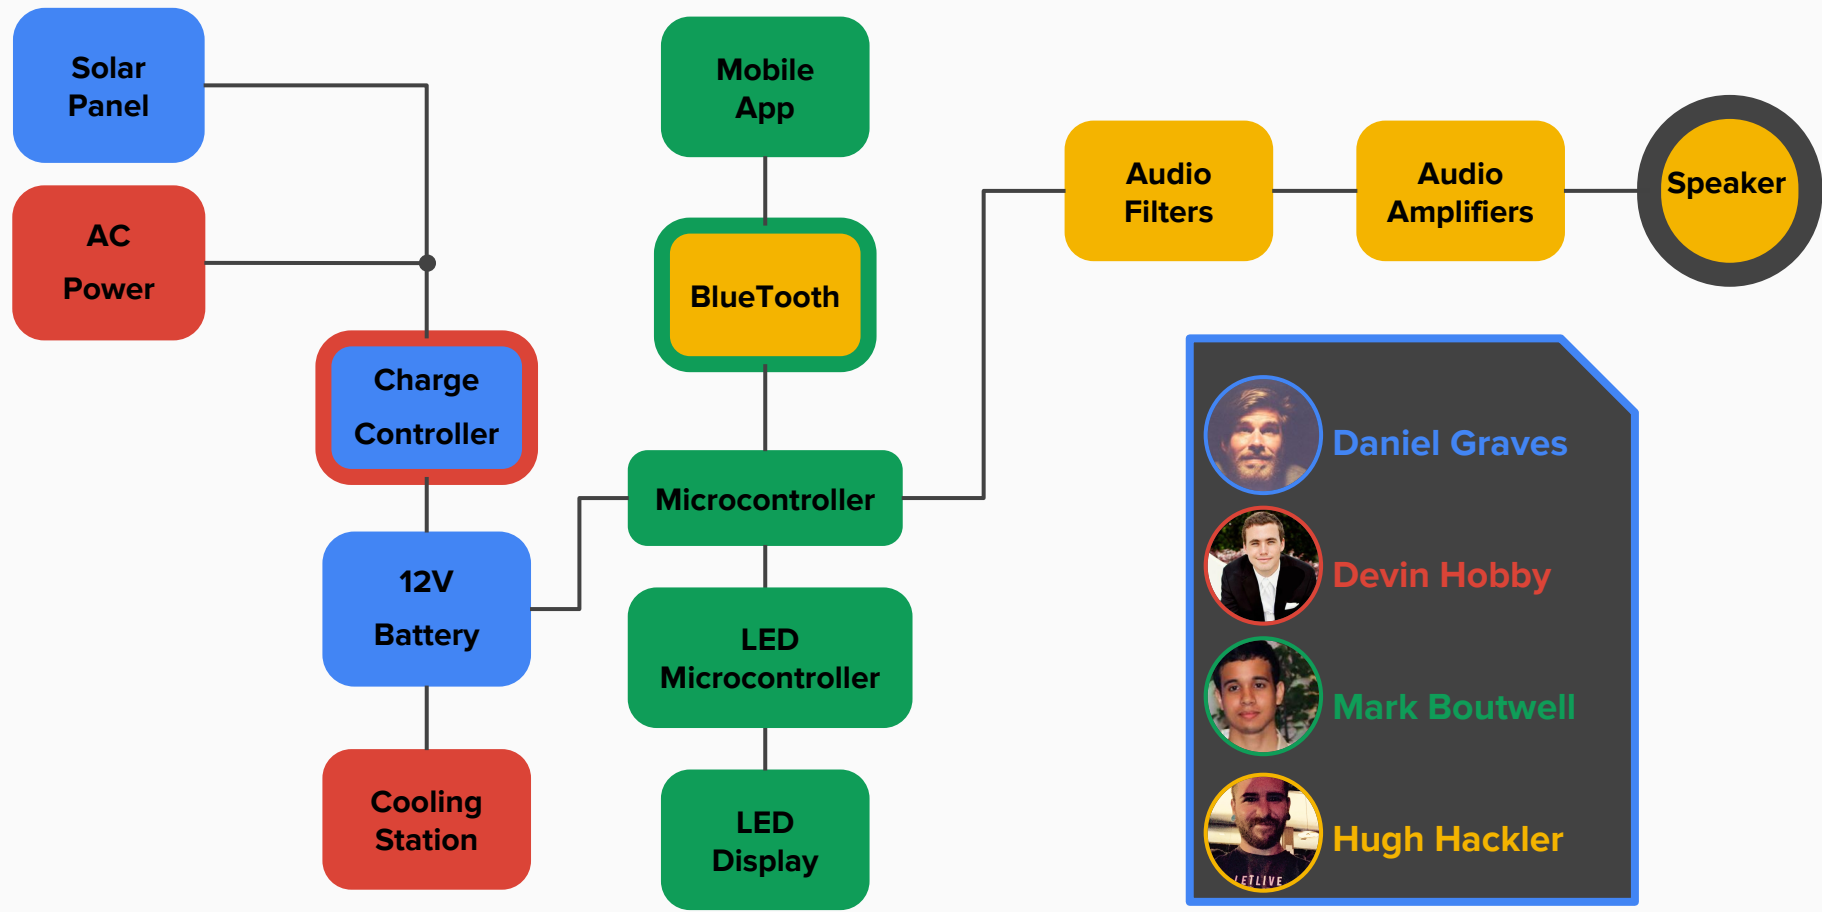 Solar
Panel
AC
Power
Charge
Controller
12V
Battery
Cooling
Station
Mobile
App
BlueTooth
Microcontroller
LED
Microcontroller
LED
Display
Audio
Filters
Audio
Amplifiers
Speaker
Daniel Graves
Devin Hobby
Mark Boutwell
Hugh Hackler
LETLIVE